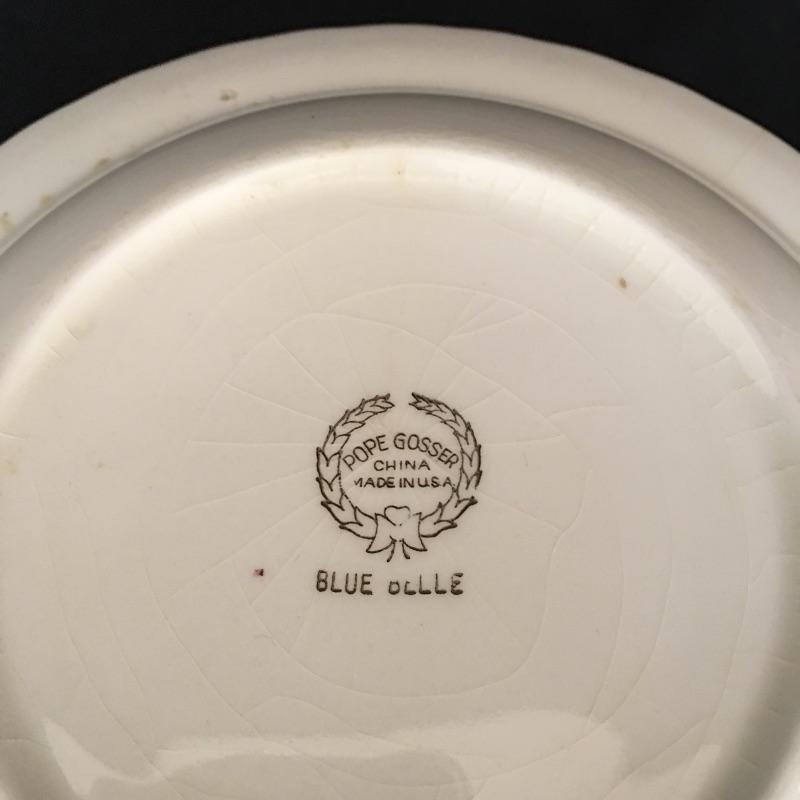 POPE GOSSER
CHINA
MADE IN U.S.A.
BLUE BELLE